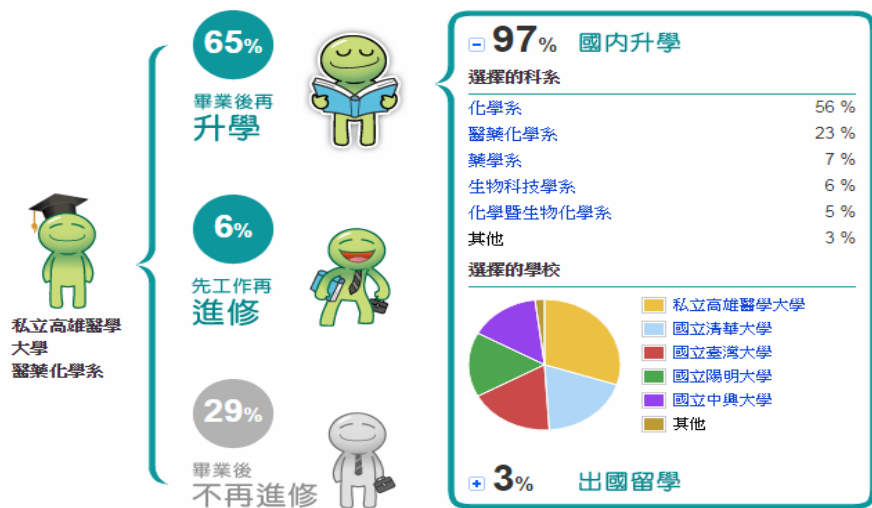 私立高雄醫學
大學
醫藥化學系
65%
畢業後再
升學
6%
先工作再
進修
29%
畢業後
不再進修
97% 國內升學
選擇的科系
化學系 56 %
醫藥化學系 23 %
藥學系 7 %
生物科技學系 6 %
化學暨生物化學系 5 %
其他 3 %
選擇的學校
私立高雄醫學大學
國立清華大學
國立臺灣大學
國立陽明大學
國立中興大學
其他
3% 出國留學